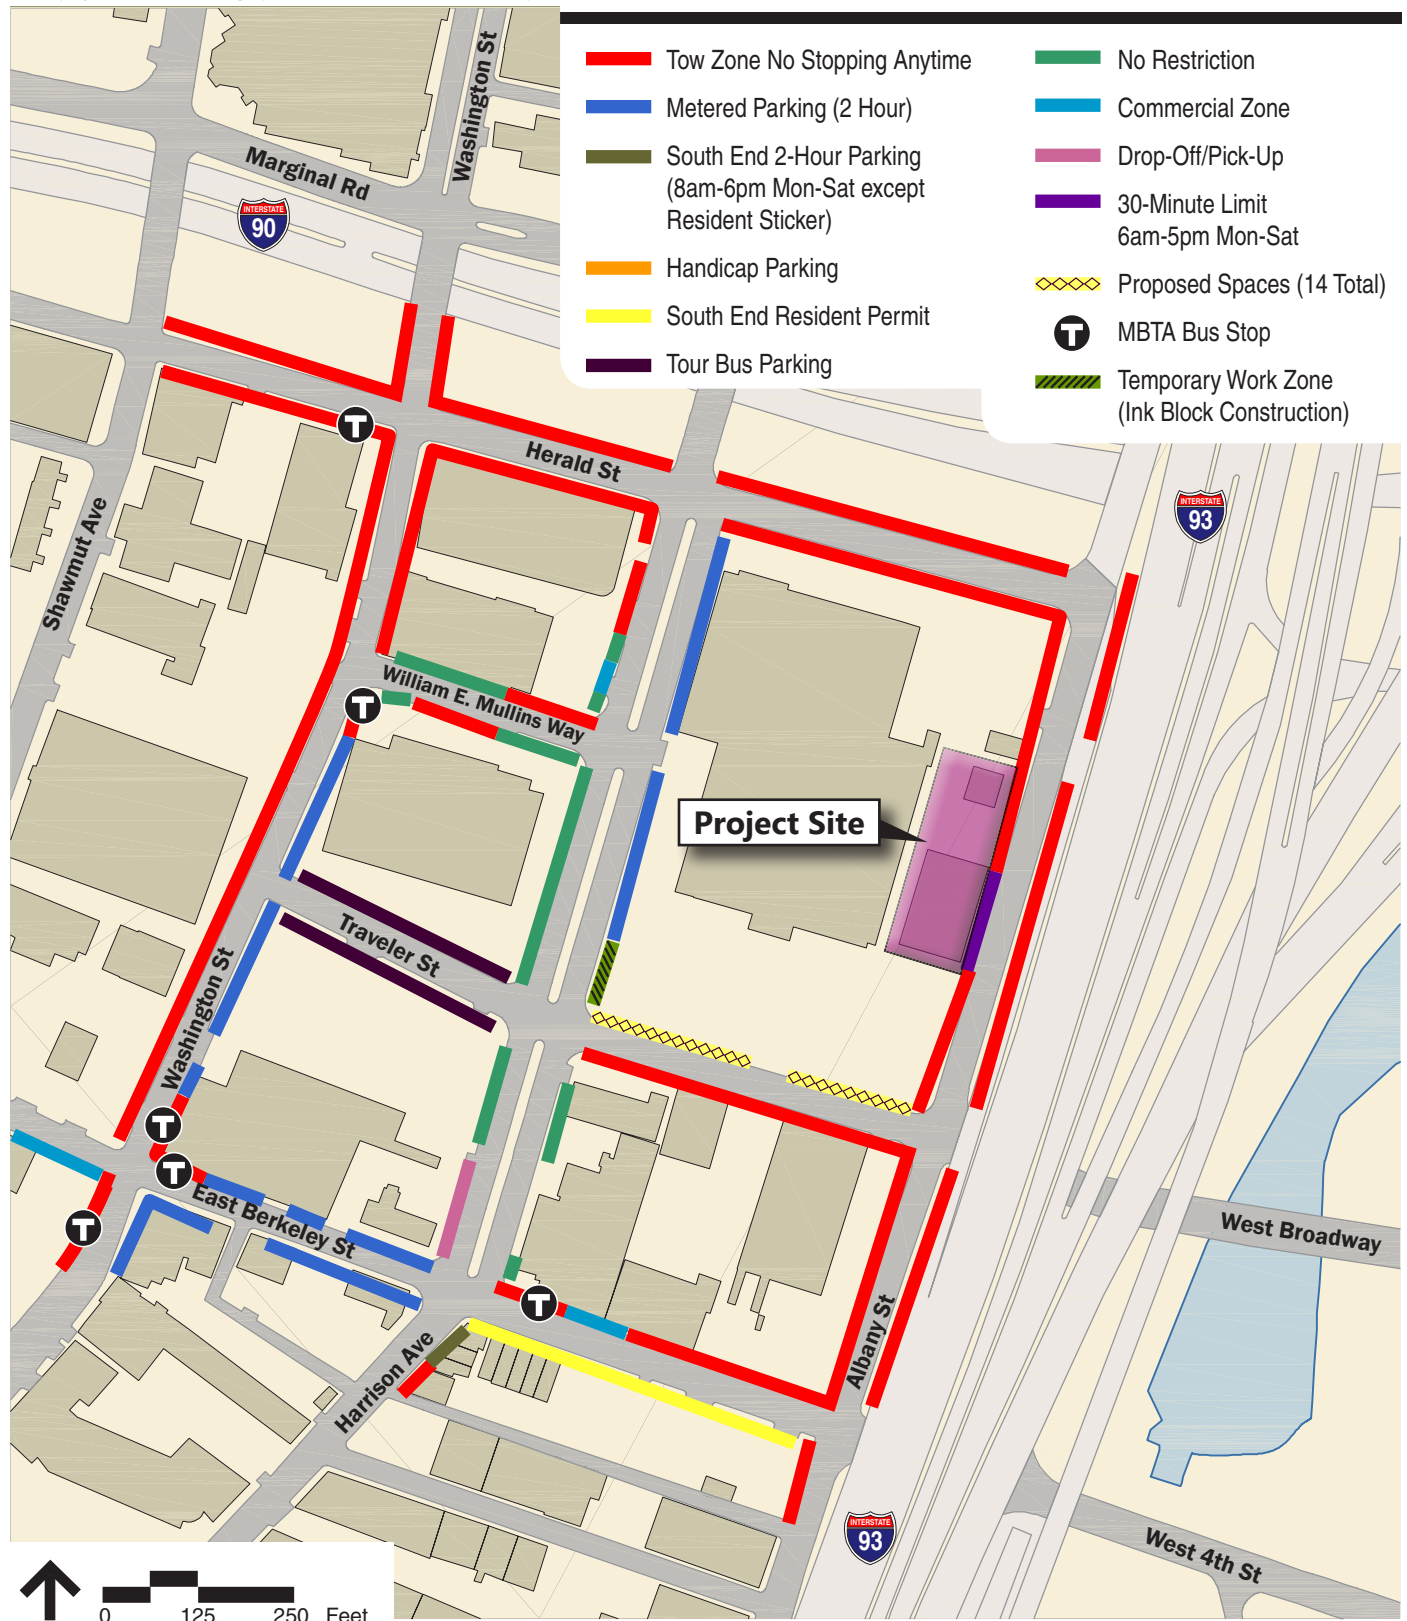 Tow Zone No Stopping Anytime
Metered Parking (2 Hour)
South End 2-Hour Parking
(8am-6pm Mon-Sat except
Resident Sticker)
Handicap Parking
South End Resident Permit
Tour Bus Parking
No Restriction
Commercial Zone
Drop-Off/Pick-Up
30-Minute Limit
6am-5pm Mon-Sat
Proposed Spaces (14 Total)
T
MBTA Bus Stop
Temporary Work Zone
(Ink Block Construction)
Washington St
Marginal Rd
INTERSTATE
90
T
Herald St
INTERSTATE
93
Shawmut Ave
William E. Mullins Way
T
Project Site
Traveler St
Washington St
T
T
East Berkeley St
T
West Broadway
T
Albany St
Harrison Ave
INTERSTATE
93
West 4th St
0 125 250 Feet